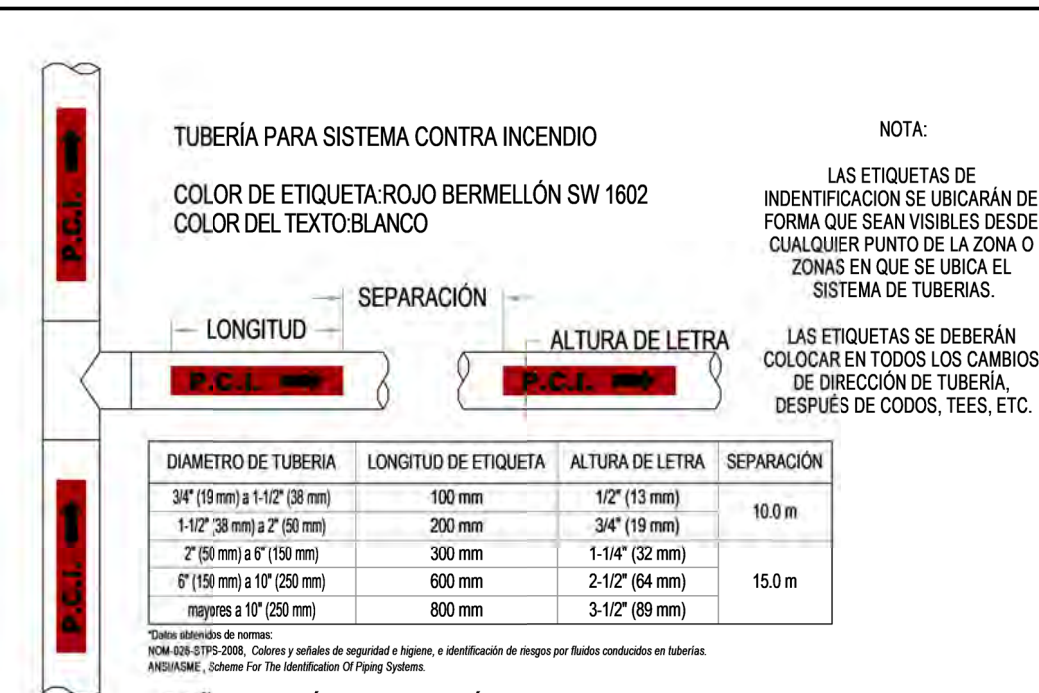 P.C.I.
TUBERÍA PARA SISTEMA CONTRA INCENDIO
COLOR DE ETIQUETA:ROJO BERMELLÓN SW 1602
COLOR DEL TEXTO:BLANCO
NOTA:
LAS ETIQUETAS DE
INDENTIFICACION SE UBICARÁN DE
FORMA QUE SEAN VISIBLES DESDE
CUALQUIER PUNTO DE LA ZONA O
ZONAS EN QUE SE UBICA EL
SISTEMA DE TUBERIAS.
LAS ETIQUETAS SE DEBERÁN
COLOCAR EN TODOS LOS CAMBIOS
DE DIRECCIÓN DE TUBERÍA,
DESPUÉS DE CODOS, TEES, ETC.
SEPARACIÓN
LONGITUD
ALTURA DE LETRA
P.C.I.
P.C.I.
P.C.I.
DIAMETRO DE TUBERIA LONGITUD DE ETIQUETA ALTURA DE LETRA SEPARACIÓN
3/4" (19 mm) a 1-1/2" (38 mm) 100 mm 1/2" (13 mm) 10.0 m
1-1/2" (38 mm) a 2" (50 mm) 200 mm 3/4" (19 mm)
2" (50 mm) a 6" (150 mm) 300 mm 1-1/4" (32 mm)
6" (150 mm) a 10" (250 mm) 600 mm 2-1/2" (64 mm) 15.0 m
mayores a 10" (250 mm) 800 mm 3-1/2" (89 mm)
*Datos obtenidos de normas:
NOM-026-STPS-2008, Colores y señales de seguridad e higiene, e identificación de riesgos por fluidos conducidos en tuberías.
ANSI/ASME , Scheme For The Identification Of Piping Systems.